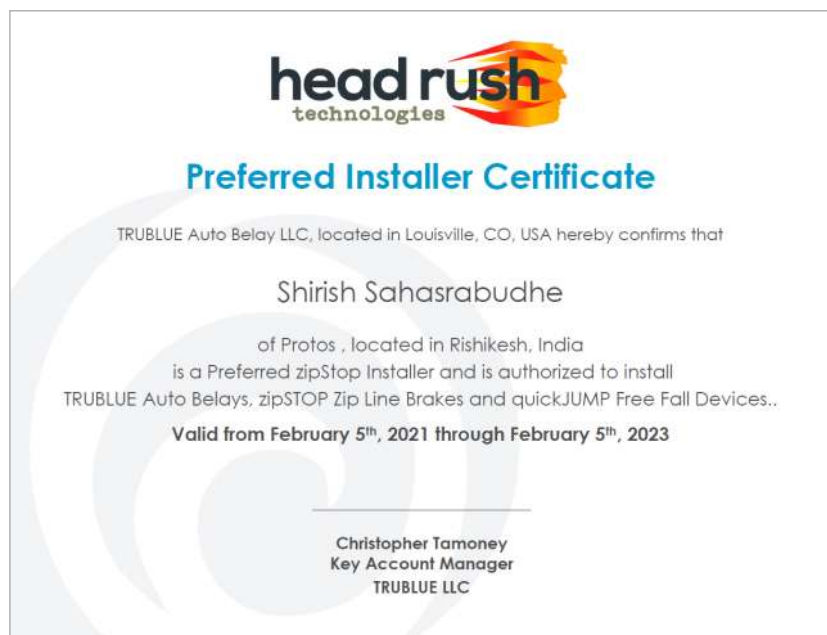 head rush
technologies
Preferred Installer Certificate
TRUBLUE Auto Belay LLC, located in Louisville, CO, USA hereby confirms that
Shirish Sahasrabudhe
of Protos , located in Rishikesh, India
is a Preferred zipStop Installer and is authorized to install
TRUBLUE Auto Belays, zipSTOP Zip Line Brakes and quickJUMP Free Fall Devices..
Valid from February 5th, 2021 through February 5th, 2023
Christopher Tamoney
Key Account Manager
TRUBLUE LLC